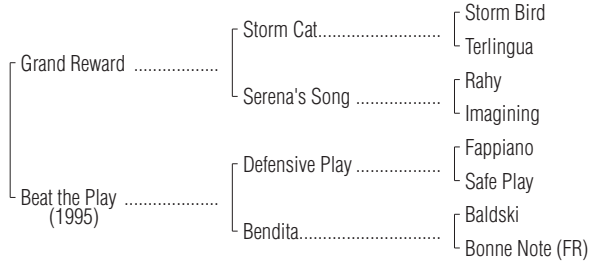 Storm Bird
Storm Cat..........................
Terlingua
Grand Reward ..................
Rahy
Serena's Song ..................
Imagining
Fappiano
Defensive Play ..................
Safe Play
Beat the Play ....................
(1995)
Baldski
Bendita..............................
Bonne Note (FR)